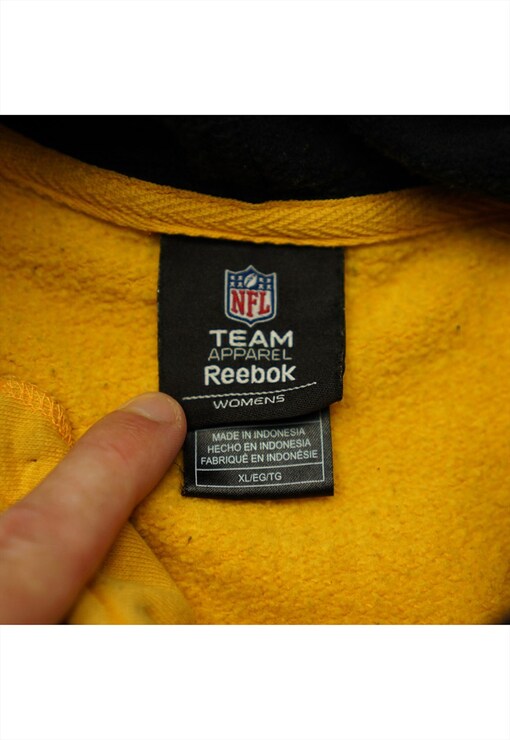 NFL
TEAM
APPAREL
Reebok
WOMENS
MADE IN INDONESIA
HECHO EN INDONESIA
FABRIQUÉ EN INDONÉSIE
XL/EG/TG